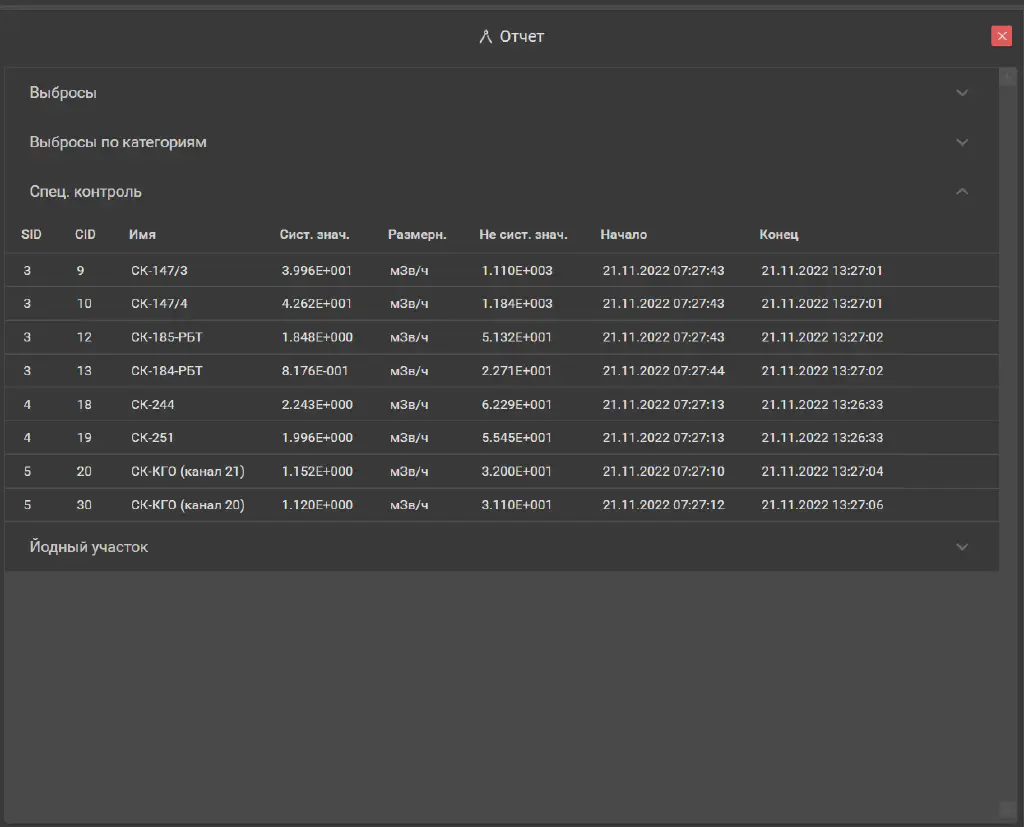 Отчет
Выбросы
Выбросы по категориям
Спец. контроль
SID CID Имя Сист. знач. Размерн. Не сист. знач. Начало Конец
3 9 СК-147/3 3.996E+001 мЗв/ч 1.110E+003 21.11.2022 07:27:43 21.11.2022 13:27:01
3 10 СК-147/4 4.262E+001 мЗв/ч 1.184E+003 21.11.2022 07:27:43 21.11.2022 13:27:01
3 12 СК-185-РБТ 1.848E+000 мЗв/ч 5.132E+001 21.11.2022 07:27:43 21.11.2022 13:27:02
3 13 СК-184-РБТ 8.176E-001 мЗв/ч 2.271E+001 21.11.2022 07:27:44 21.11.2022 13:27:02
4 18 СК-244 2.243E+000 мЗв/ч 6.229E+001 21.11.2022 07:27:13 21.11.2022 13:26:33
4 19 СК-251 1.996E+000 мЗв/ч 5.545E+001 21.11.2022 07:27:13 21.11.2022 13:26:33
5 20 СК-КГО (канал 21) 1.152E+000 мЗв/ч 3.200E+001 21.11.2022 07:27:10 21.11.2022 13:27:04
5 30 СК-КГО (канал 20) 1.120E+000 мЗв/ч 3.110E+001 21.11.2022 07:27:12 21.11.2022 13:27:06
Йодный участок